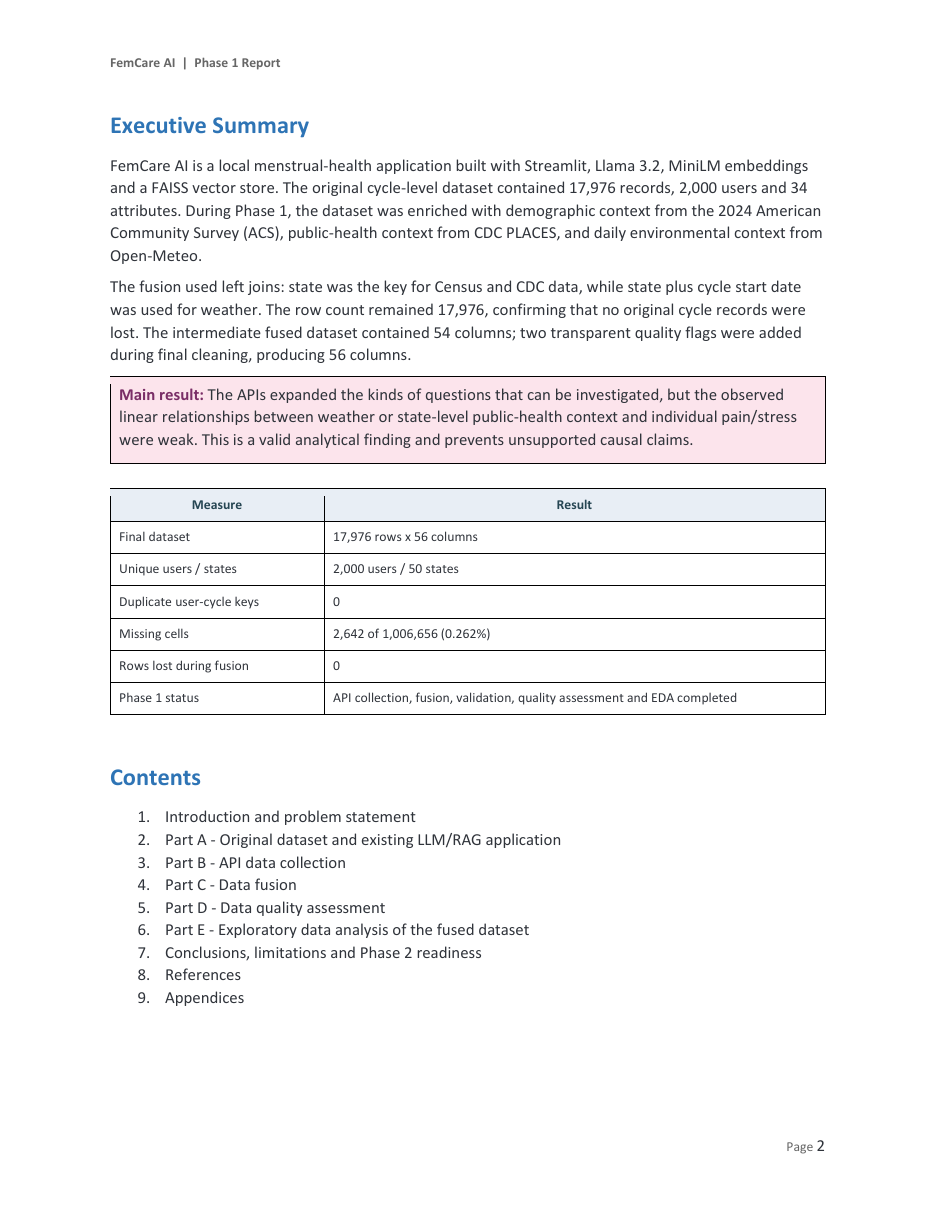 FemCare AI | Phase 1 Report
Executive Summary
FemCare AI is a local menstrual-health application built with Streamlit, Llama 3.2, MiniLM embeddings
and a FAISS vector store. The original cycle-level dataset contained 17,976 records, 2,000 users and 34
attributes. During Phase 1, the dataset was enriched with demographic context from the 2024 American
Community Survey (ACS), public-health context from CDC PLACES, and daily environmental context from
Open-Meteo.
The fusion used left joins: state was the key for Census and CDC data, while state plus cycle start date
was used for weather. The row count remained 17,976, confirming that no original cycle records were
lost. The intermediate fused dataset contained 54 columns; two transparent quality flags were added
during final cleaning, producing 56 columns.
Main result: The APIs expanded the kinds of questions that can be investigated, but the observed
linear relationships between weather or state-level public-health context and individual pain/stress
were weak. This is a valid analytical finding and prevents unsupported causal claims.
Measure Result
Final dataset 17,976 rows x 56 columns
Unique users / states 2,000 users / 50 states
Duplicate user-cycle keys 0
Missing cells 2,642 of 1,006,656 (0.262%)
Rows lost during fusion 0
Phase 1 status API collection, fusion, validation, quality assessment and EDA completed
Contents
1. Introduction and problem statement
2. Part A - Original dataset and existing LLM/RAG application
3. Part B - API data collection
4. Part C - Data fusion
5. Part D - Data quality assessment
6. Part E - Exploratory data analysis of the fused dataset
7. Conclusions, limitations and Phase 2 readiness
8. References
9. Appendices
Page 2